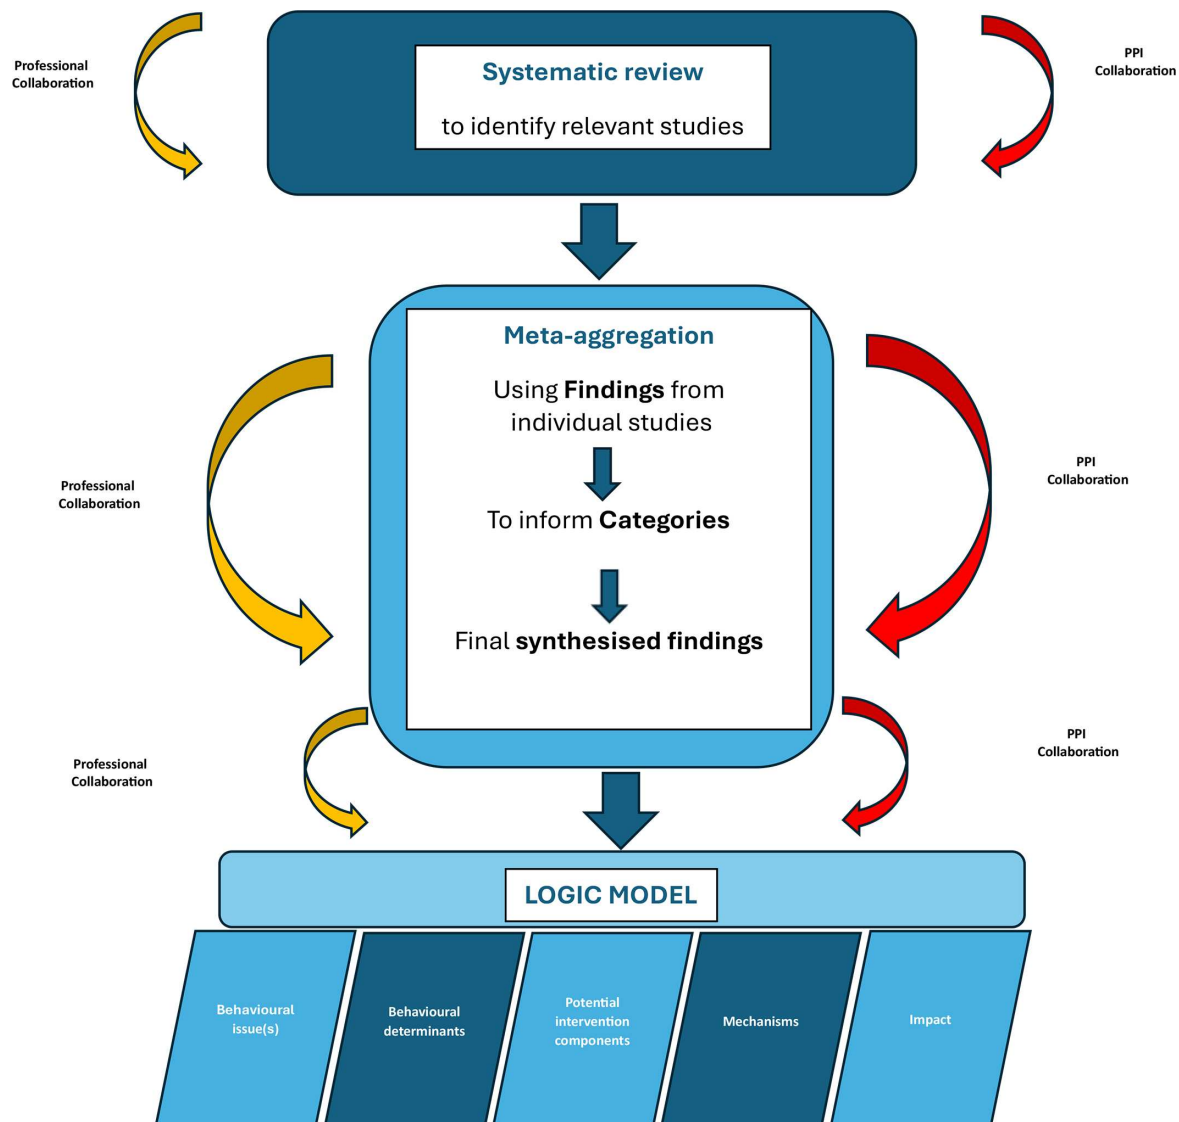 Professional
Collaboration
Systematic review
to identify relevant studies
PPI
Collaboration
Meta-aggregation
Using Findings from
individual studies
To inform Categories
Final synthesised findings
Professional
Collaboration
PPI
Collaboration
Professional
Collaboration
PPI
Collaboration
LOGIC MODEL
Behavioural
issue(s)
Behavioural
determinants
Potential
intervention
components
Mechanisms
Impact